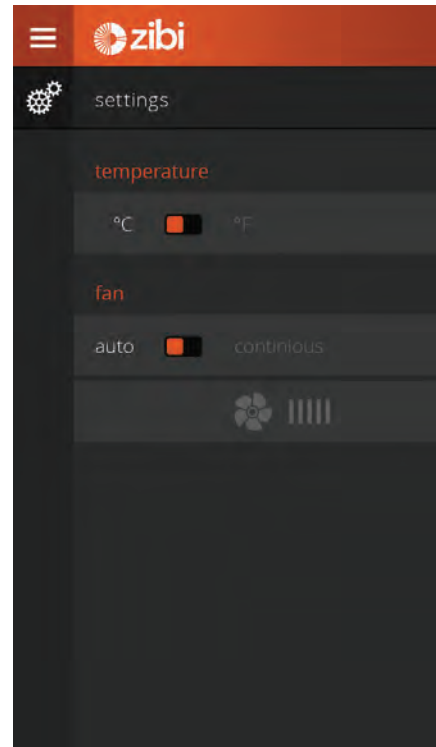 zibi
settings
temperature
°C °F
fan
auto continious